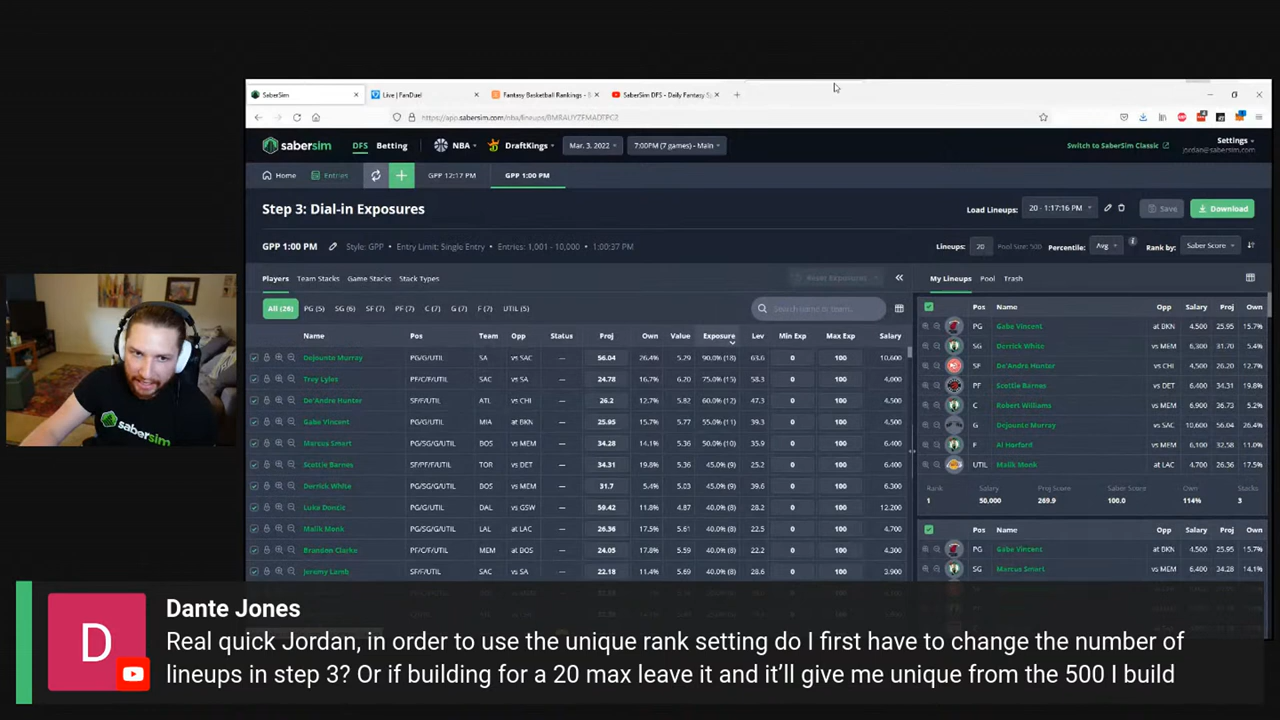 SaberSim
Live | FanDuel
Fantasy Basketball Rankings - S
SaberSim DFS - Daily Fantasy Sp
https://app.sabersim.com/nba/lineups/
sabersim
DFS
Betting
NBA
DraftKings
Mar. 3, 2022
7:00PM (7 games) - Main
Switch to SaberSim Classic
Settings
jordan@sabersim.com
Home
Entries
GPP 12:17 PM
GPP 1:00 PM
Step 3: Dial-in Exposures
Load Lineups: 20 - 1:17:16 PM
Save
Download
GPP 1:00 PM
Style: GPP • Entry Limit: Single Entry • Entries: 1,001 - 10,000 • 1:00:37 PM
Lineups: 20 Pool Size: 500 Percentile: Avg Rank by: Saber Score
Players Team Stacks Game Stacks Stack Types
Reset Exposures
My Lineups Pool Trash
All (26) PG (5) SG (6) SF (7) PF (7) C (7) G (7) F (7) UTIL (5)
Name Pos Team Opp Status Proj Own Value Exposure Lev Min Exp Max Exp Salary
Dejounte Murray PG/G/UTIL SA vs SAC — 56.04 26.4% 5.29 90.0% (18) 63.6 0 100 10,600
Trey Lyles PF/C/F/UTIL SAC vs SA — 24.78 16.7% 6.20 75.0% (15) 58.3 0 100 4,000
De'Andre Hunter SF/F/UTIL ATL vs CHI — 26.2 12.7% 5.82 60.0% (12) 47.3 0 100 4,500
Gabe Vincent PG/G/UTIL MIA at BKN — 25.95 15.7% 5.77 55.0% (11) 39.3 0 100 4,500
Marcus Smart PG/SG/G/UTIL BOS vs MEM — 34.28 14.1% 5.36 50.0% (10) 35.9 0 100 6,400
Scottie Barnes SF/PF/F/UTIL TOR vs DET — 34.31 19.8% 5.36 45.0% (9) 25.2 0 100 6,400
Derrick White PG/SG/G/UTIL BOS vs MEM — 31.7 5.4% 5.03 45.0% (9) 39.6 0 100 6,300
Luka Doncic PG/G/UTIL DAL vs GSW — 59.42 11.8% 4.87 40.0% (8) 28.2 0 100 12,200
Malik Monk PG/SG/G/UTIL LAL at LAC — 26.36 17.5% 5.61 40.0% (8) 22.5 0 100 4,700
Brandon Clarke PF/C/F/UTIL MEM at BOS — 24.05 17.8% 5.59 40.0% (8) 22.2 0 100 4,300
Jeremy Lamb SF/F/UTIL SAC vs SA — 22.18 11.4% 5.69 40.0% (8) 28.6 0 100 3,900
Pos Name Opp Salary Proj Own
PG Gabe Vincent at BKN 4,500 25.95 15.7%
SG Derrick White vs MEM 6,300 31.70 5.4%
SF De'Andre Hunter vs CHI 4,500 26.20 12.7%
PF Scottie Barnes vs DET 6,400 34.31 19.8%
C Robert Williams vs MEM 6,900 36.73 5.2%
G Dejounte Murray vs SAC 10,600 56.04 26.4%
F Al Horford vs MEM 6,100 32.58 11.0%
UTIL Malik Monk at LAC 4,700 26.36 17.5%
Rank Salary Proj Score Saber Score Own Stacks
1 50,000 269.9 100.0 114% 3
Pos Name Opp Salary Proj Own
PG Gabe Vincent at BKN 4,500 25.95 15.7%
SG Marcus Smart vs MEM 6,400 34.28 14.1%
sabersim
D
Dante Jones
Real quick Jordan, in order to use the unique rank setting do I first have to change the number of
lineups in step 3? Or if building for a 20 max leave it and it'll give me unique from the 500 I build